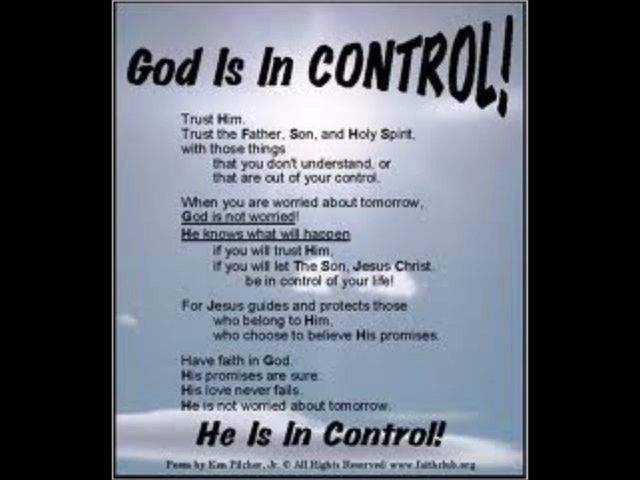 God Is In CONTROL!
Trust Him.
Trust the Father, Son, and Holy Spirit,
with those things
that you don't understand, or
that are out of your control.
When you are worried about tomorrow,
God is not worried!
He knows what will happen
if you will trust Him,
if you will let The Son, Jesus Christ,
be in control of your life!
For Jesus guides and protects those
who belong to Him,
who choose to believe His promises.
Have faith in God.
His promises are sure.
His love never fails.
He is not worried about tomorrow.
He Is In Control!
Poem by Ken Pilcher, Jr. © All Rights Reserved www.faithclub.org